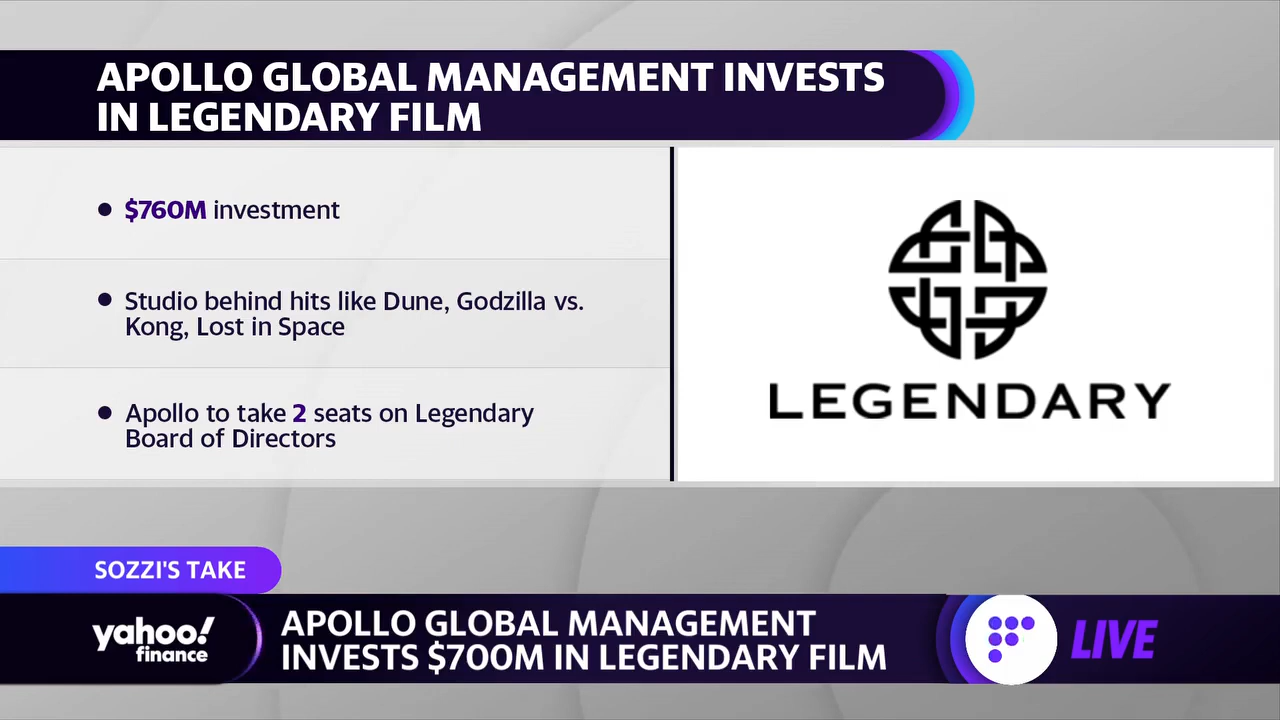 APOLLO GLOBAL MANAGEMENT INVESTS
IN LEGENDARY FILM
$760M investment
Studio behind hits like Dune, Godzilla vs.
Kong, Lost in Space
Apollo to take 2 seats on Legendary
Board of Directors
LEGENDARY
SOZZI'S TAKE
yahoo!
finance
APOLLO GLOBAL MANAGEMENT
INVESTS $700M IN LEGENDARY FILM
LIVE